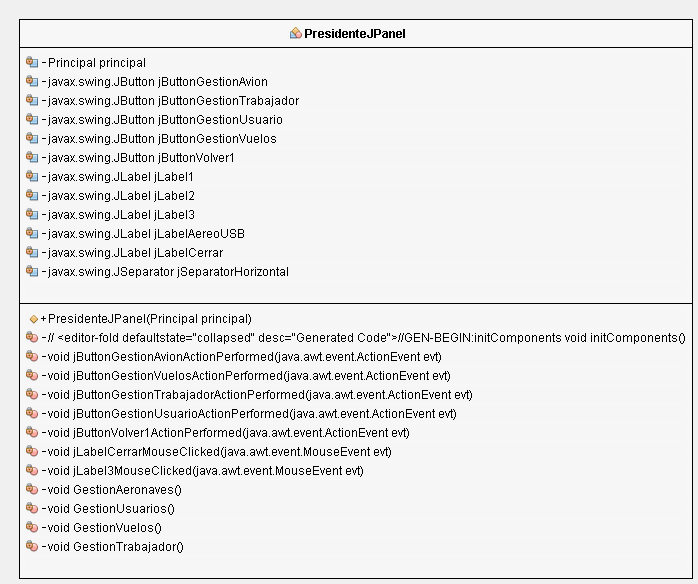 PresidenteJPanel
-Principal principal
-javax.swing.JButton jButtonGestionAvion
-javax.swing.JButton jButtonGestionTrabajador
-javax.swing.JButton jButtonGestionUsuario
-javax.swing.JButton jButtonGestionVuelos
-javax.swing.JButton jButtonVolver1
-javax.swing.JLabel jLabel1
-javax.swing.JLabel jLabel2
-javax.swing.JLabel jLabel3
-javax.swing.JLabel jLabelAereoUSB
-javax.swing.JLabel jLabelCerrar
-javax.swing.JSeparator jSeparatorHorizontal
+PresidenteJPanel(Principal principal)
-// <editor-fold defaultstate="collapsed" desc="Generated Code">//GEN-BEGIN:initComponents void initComponents()
-void jButtonGestionAvionActionPerformed(java.awt.event.ActionEvent evt)
-void jButtonGestionVuelosActionPerformed(java.awt.event.ActionEvent evt)
-void jButtonGestionTrabajadorActionPerformed(java.awt.event.ActionEvent evt)
-void jButtonGestionUsuarioActionPerformed(java.awt.event.ActionEvent evt)
-void jButtonVolver1ActionPerformed(java.awt.event.ActionEvent evt)
-void jLabelCerrarMouseClicked(java.awt.event.MouseEvent evt)
-void jLabel3MouseClicked(java.awt.event.MouseEvent evt)
-void GestionAeronaves()
-void GestionUsuarios()
-void GestionVuelos()
-void GestionTrabajador()